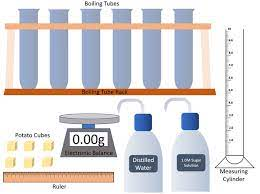 Boiling Tubes
Boiling Tube Rack
0.00g
Electronic Balance
Potato Cubes
Ruler
Distilled
Water
1.0M Sugar
Solution
Measuring
Cylinder